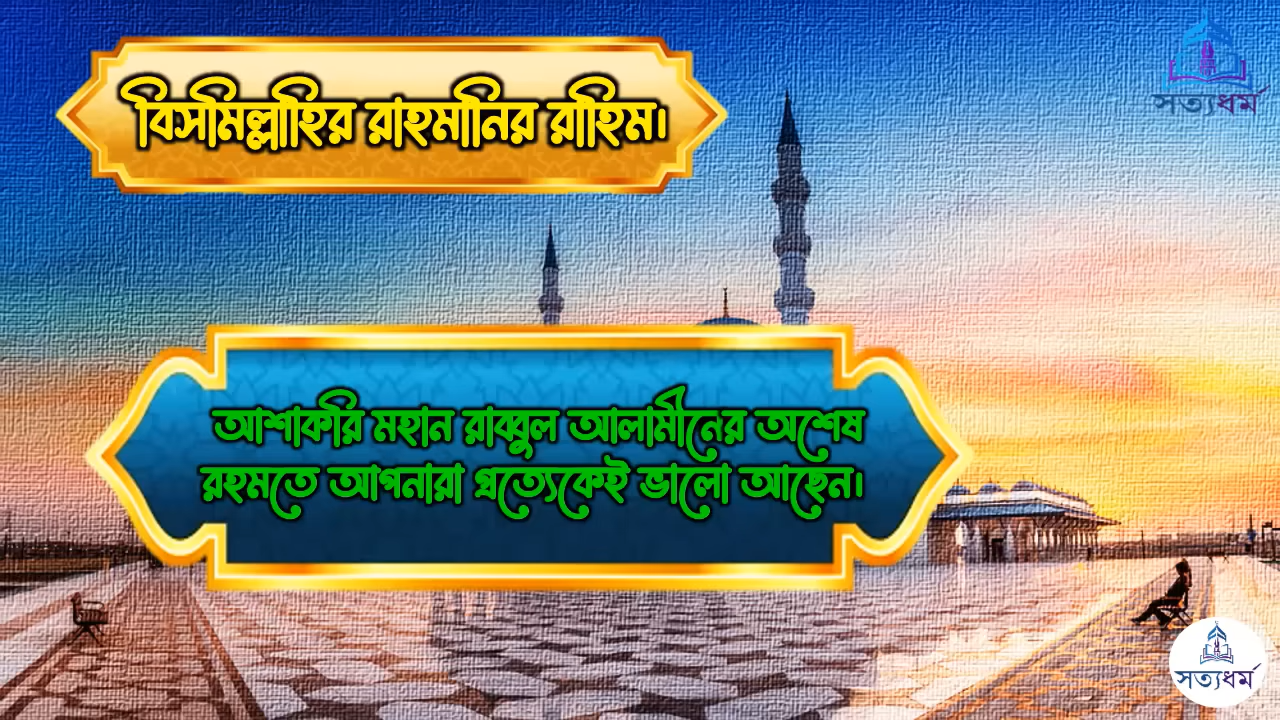 বিসমিল্লাহির রাহমানির রাহিম।
সত্যধর্ম
আশাকরি মহান রাব্বুল আলামীনের অশেষ
রহমতে আপনারা প্রত্যেকেই ভালো আছেন।
সত্যধর্ম